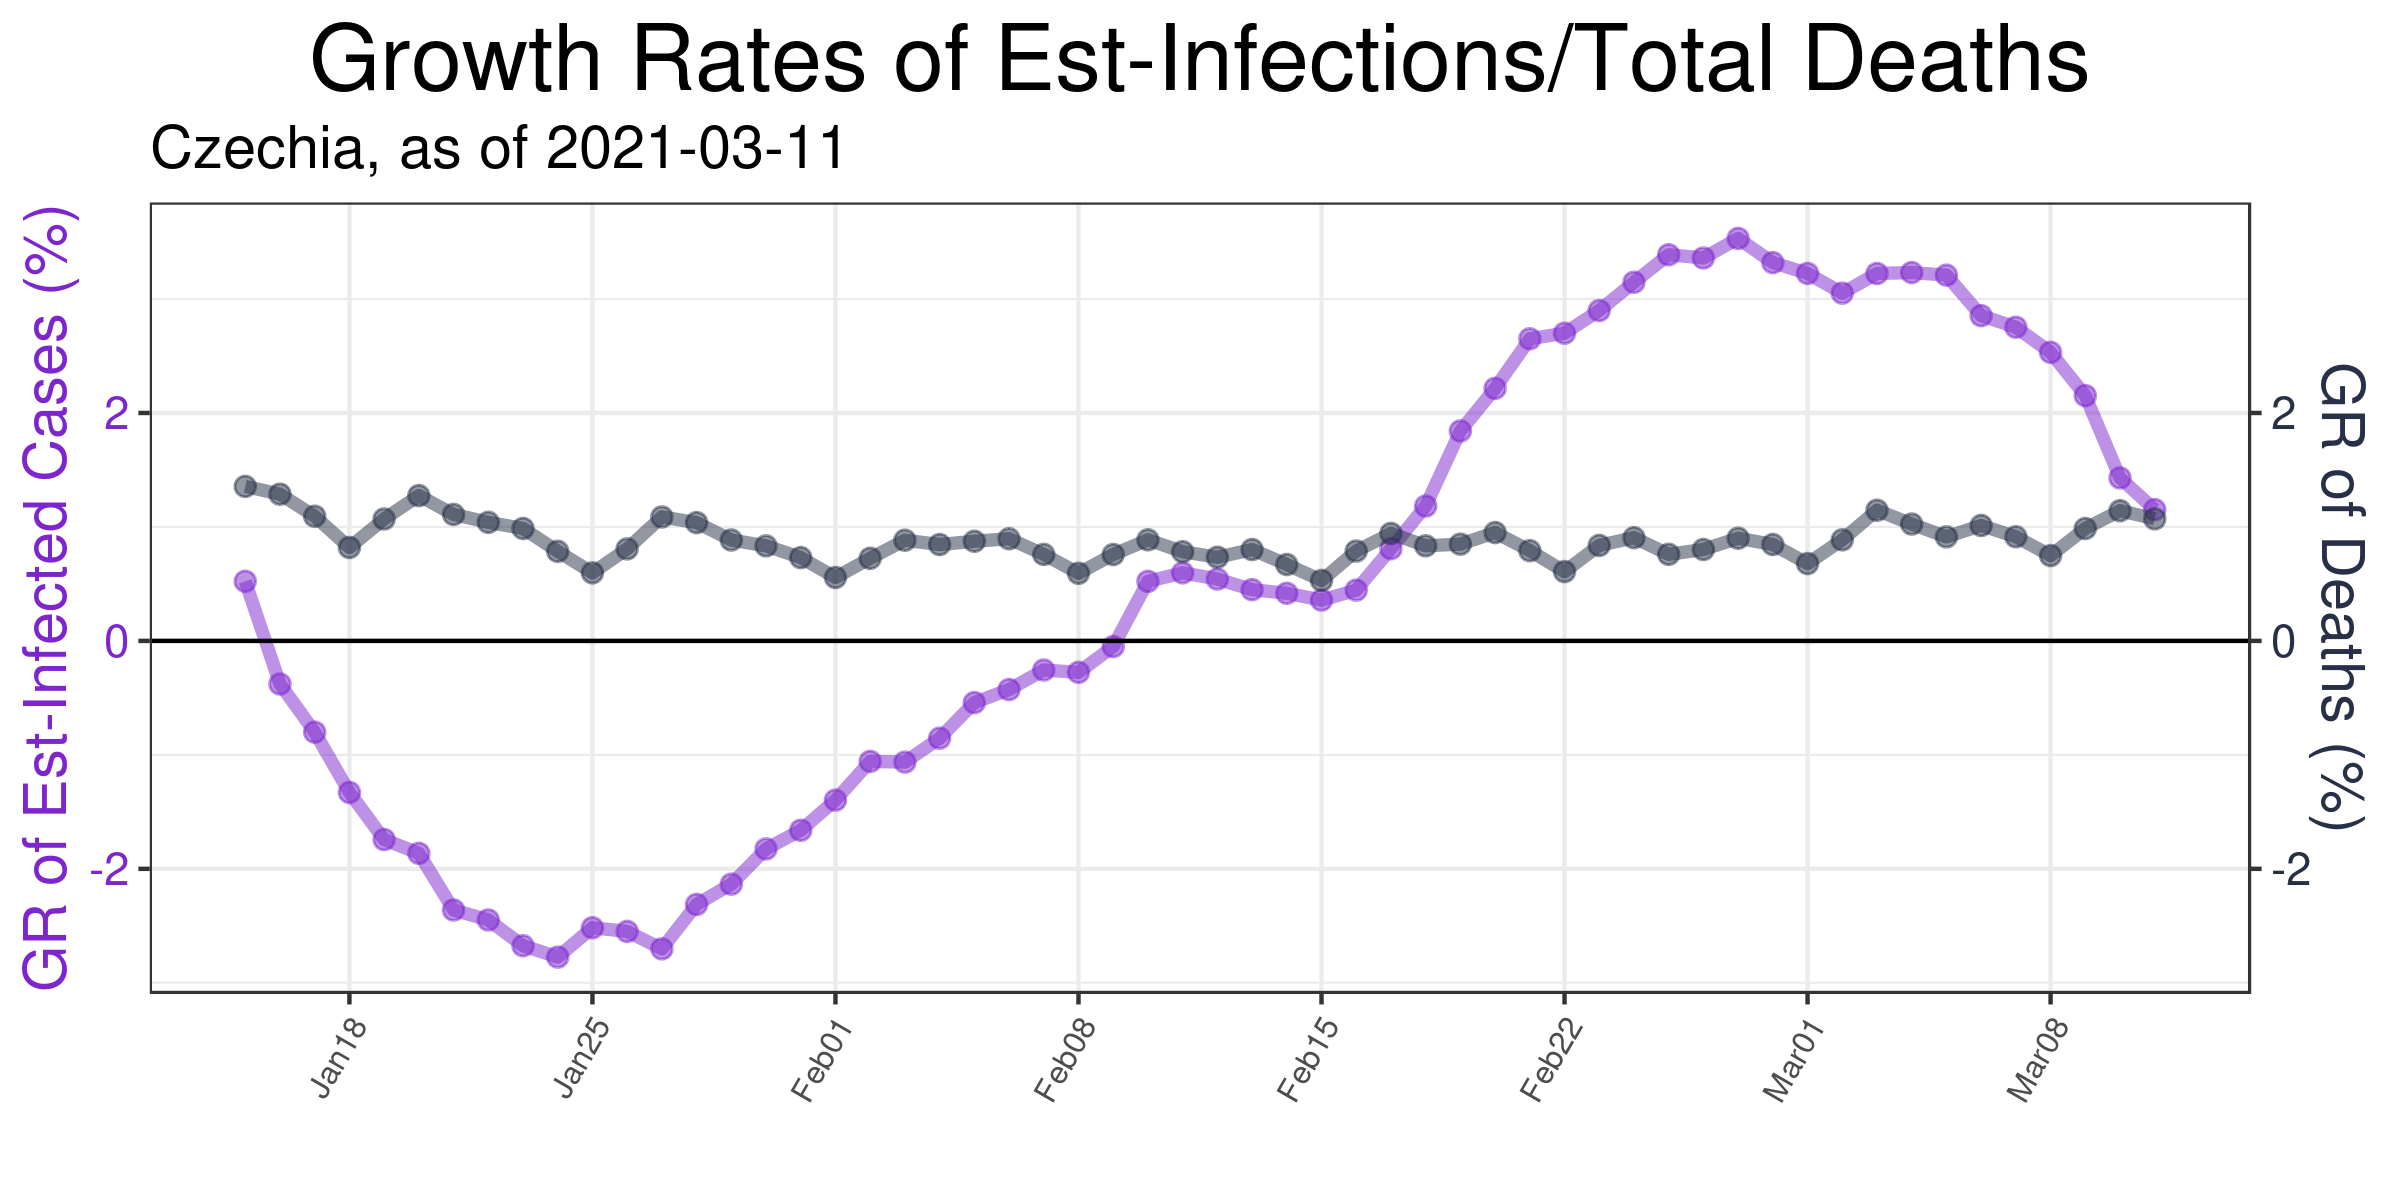 Growth Rates of Est-Infections/Total Deaths
Czechia, as of 2021-03-11
GR of Est-Infected Cases (%)
2
0
-2
2
0
-2
GR of Deaths (%)
Jan18
Jan25
Feb01
Feb08
Feb15
Feb22
Mar01
Mar08